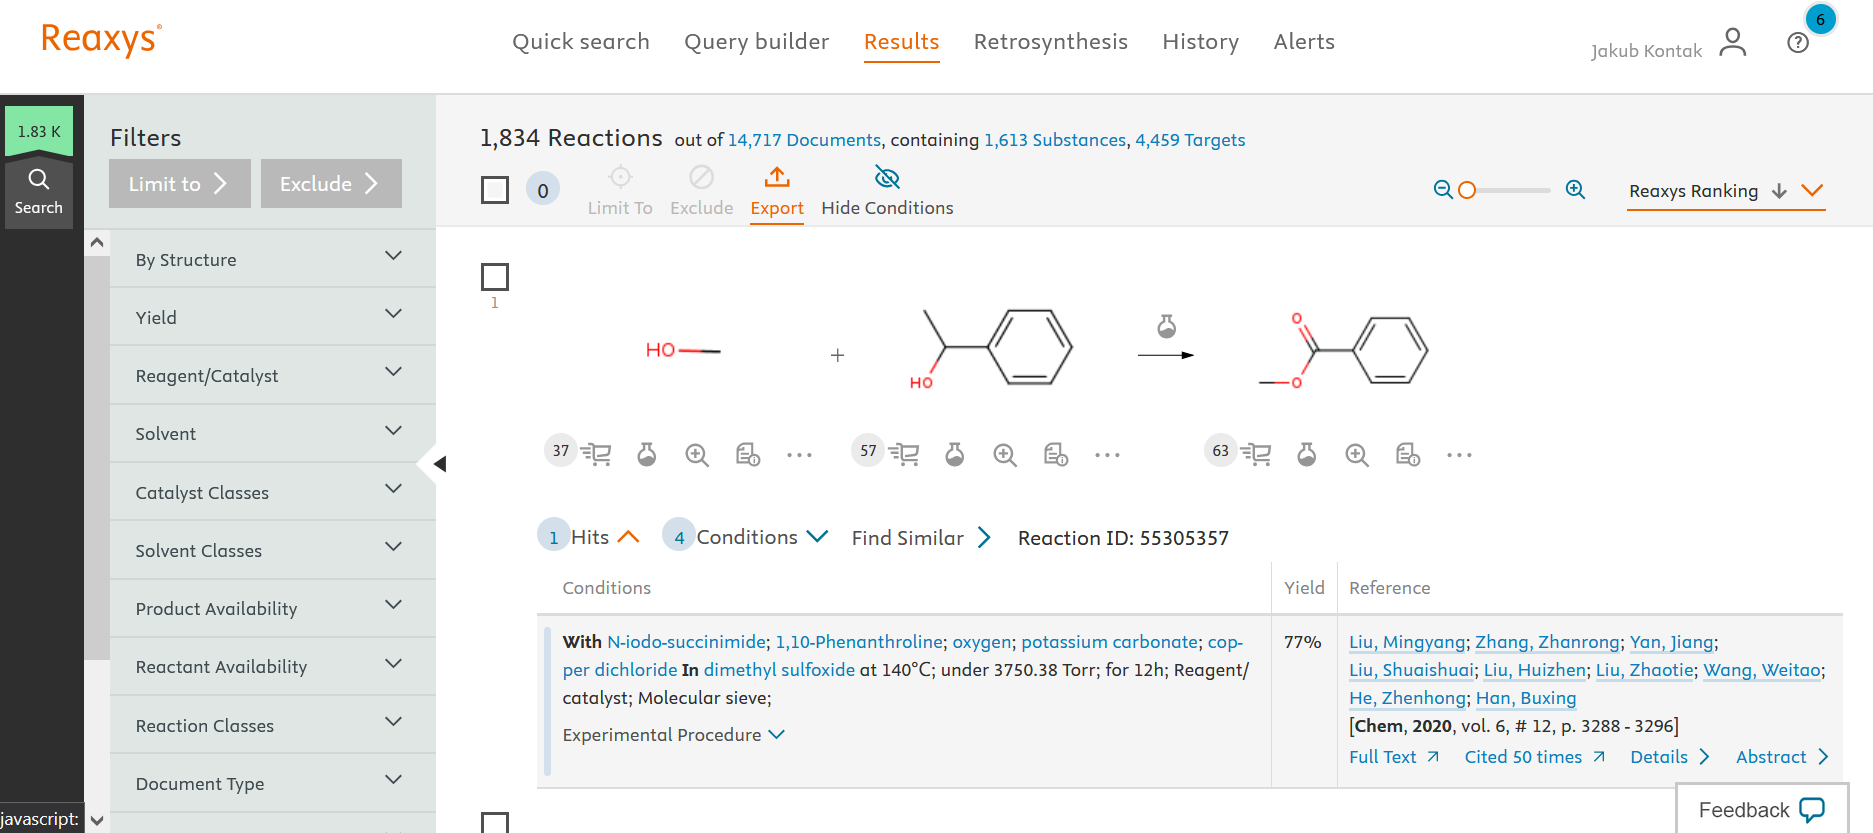 Reaxys®
Quick search
Query builder
Results
Retrosynthesis
History
Alerts
Jakub Kontak
?
6
1.83 K
Search
Filters
Limit to
Exclude
By Structure
Yield
Reagent/Catalyst
Solvent
Catalyst Classes
Solvent Classes
Product Availability
Reactant Availability
Reaction Classes
Document Type
javascript:
1,834 Reactions out of 14,717 Documents, containing 1,613 Substances, 4,459 Targets
0
Limit To
Exclude
Export
Hide Conditions
Reaxys Ranking
1
HO
+
HO
O
O
37
57
63
1 Hits
4 Conditions
Find Similar
Reaction ID: 55305357
Conditions
Yield
Reference
With N-iodo-succinimide; 1,10-Phenanthroline; oxygen; potassium carbonate; cop-
per dichloride In dimethyl sulfoxide at 140°C; under 3750.38 Torr; for 12h; Reagent/
catalyst; Molecular sieve;
Experimental Procedure
77%
Liu, Mingyang; Zhang, Zhanrong; Yan, Jiang;
Liu, Shuaishuai; Liu, Huizhen; Liu, Zhaotie; Wang, Weitao;
He, Zhenhong; Han, Buxing
[Chem, 2020, vol. 6, # 12, p. 3288 - 3296]
Full Text
Cited 50 times
Details
Abstract
Feedback